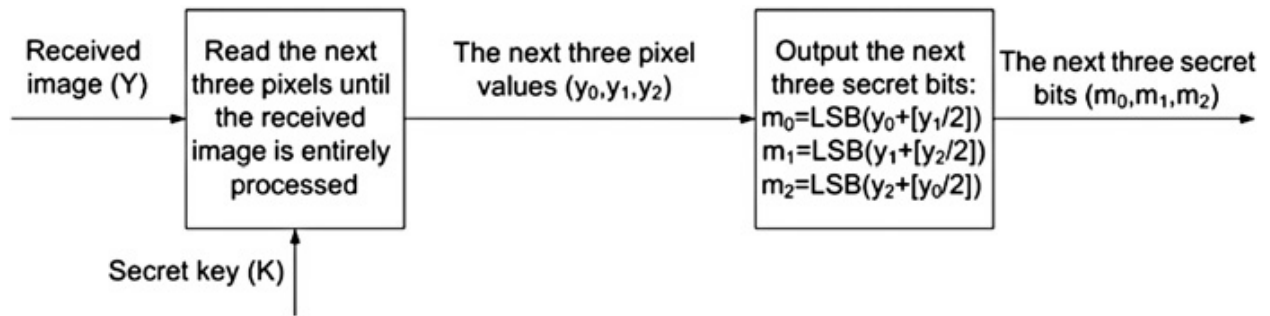 Received
image (Y)
Read the next
three pixels until
the received
image is entirely
processed
Secret key (K)
The next three pixel
values (y₀,y₁,y₂)
Output the next
three secret bits:
m₀=LSB(y₀+[y₁/2])
m₁=LSB(y₁+[y₂/2])
m₂=LSB(y₂+[y₀/2])
The next three secret
bits (m₀,m₁,m₂)